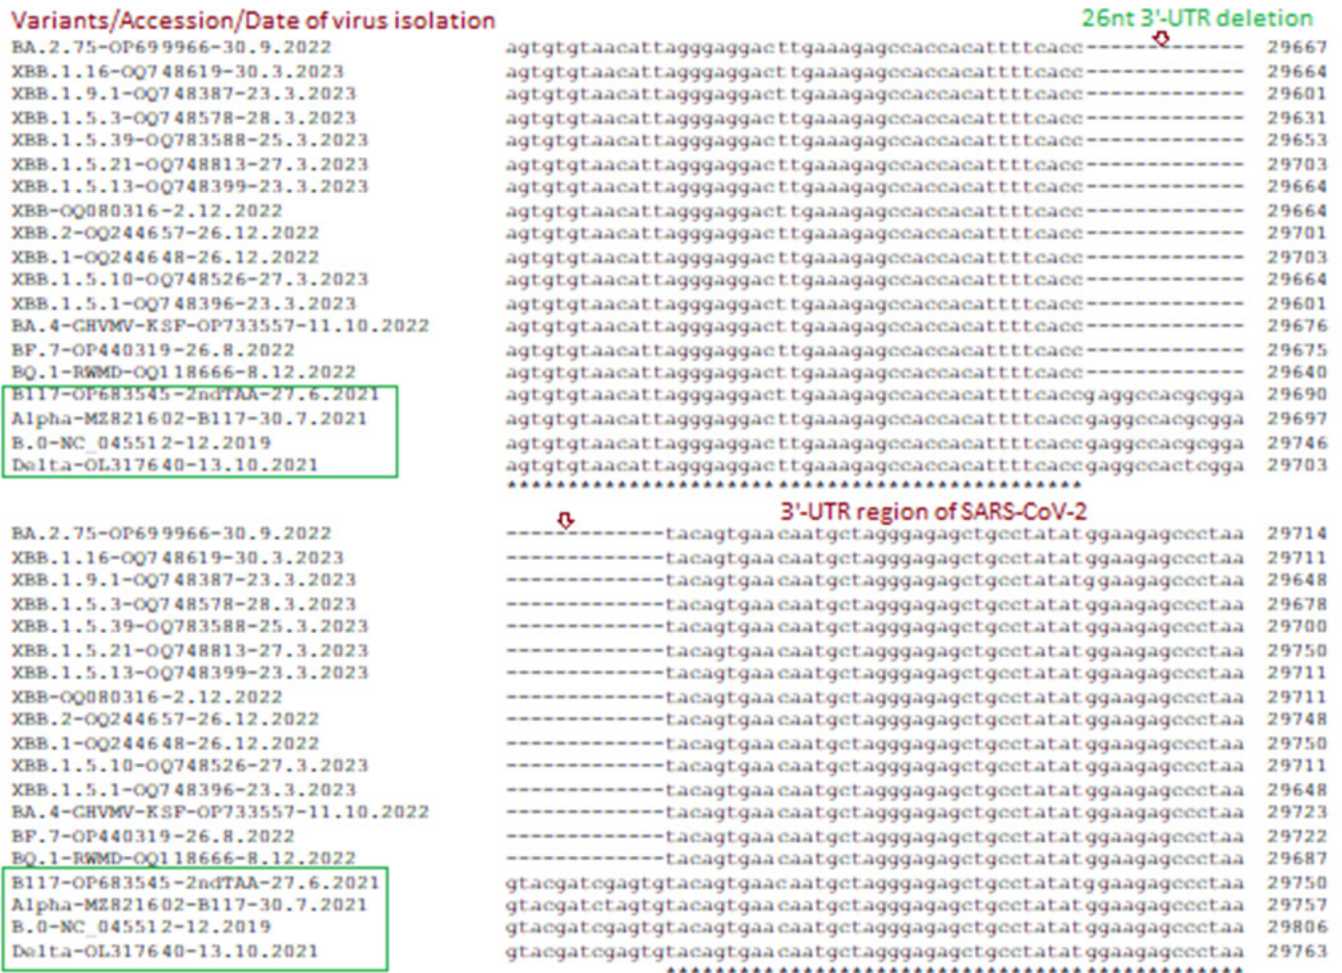 Variants/Accession/Date of virus isolation 26nt 3'-UTR deletion
BA.2.75-OP699966-30.9.2022 agtgtgtaacattagggaggacttgaaagagccaccacattttcacc------------- 29667
XBB.1.16-OQ748619-30.3.2023 agtgtgtaacattagggaggacttgaaagagccaccacattttcacc------------- 29664
XBB.1.9.1-OQ748387-23.3.2023 agtgtgtaacattagggaggacttgaaagagccaccacattttcacc------------- 29601
XBB.1.5.3-OQ748578-28.3.2023 agtgtgtaacattagggaggacttgaaagagccaccacattttcacc------------- 29631
XBB.1.5.39-OQ783588-25.3.2023 agtgtgtaacattagggaggacttgaaagagccaccacattttcacc------------- 29653
XBB.1.5.21-OQ748813-27.3.2023 agtgtgtaacattagggaggacttgaaagagccaccacattttcacc------------- 29703
XBB.1.5.13-OQ748399-23.3.2023 agtgtgtaacattagggaggacttgaaagagccaccacattttcacc------------- 29664
XBB-OQ080316-2.12.2022 agtgtgtaacattagggaggacttgaaagagccaccacattttcacc------------- 29664
XBB.2-OQ244657-26.12.2022 agtgtgtaacattagggaggacttgaaagagccaccacattttcacc------------- 29701
XBB.1-OQ244648-26.12.2022 agtgtgtaacattagggaggacttgaaagagccaccacattttcacc------------- 29703
XBB.1.5.10-OQ748526-27.3.2023 agtgtgtaacattagggaggacttgaaagagccaccacattttcacc------------- 29664
XBB.1.5.1-OQ748396-23.3.2023 agtgtgtaacattagggaggacttgaaagagccaccacattttcacc------------- 29601
BA.4-GHVMV-KSF-OP733557-11.10.2022 agtgtgtaacattagggaggacttgaaagagccaccacattttcacc------------- 29676
BF.7-OP440319-26.8.2022 agtgtgtaacattagggaggacttgaaagagccaccacattttcacc------------- 29675
BQ.1-RWMD-OQ118666-8.12.2022 agtgtgtaacattagggaggacttgaaagagccaccacattttcacc------------- 29640
B117-OP683545-2ndTAA-27.6.2021 agtgtgtaacattagggaggacttgaaagagccaccacattttcaccgaggccacgcgga 29690
Alpha-MZ821602-B117-30.7.2021 agtgtgtaacattagggaggacttgaaagagccaccacattttcaccgaggccacgcgga 29697
B.0-NC_045512-12.2019 agtgtgtaacattagggaggacttgaaagagccaccacattttcaccgaggccacgcgga 29746
Delta-OL317640-13.10.2021 agtgtgtaacattagggaggacttgaaagagccaccacattttcaccgaggccactcgga 29703
***********************************************
3'-UTR region of SARS-CoV-2
BA.2.75-OP699966-30.9.2022 -------------tacagtgaacaatgctagggagagctgcctatatggaagagccctaa 29714
XBB.1.16-OQ748619-30.3.2023 -------------tacagtgaacaatgctagggagagctgcctatatggaagagccctaa 29711
XBB.1.9.1-OQ748387-23.3.2023 -------------tacagtgaacaatgctagggagagctgcctatatggaagagccctaa 29648
XBB.1.5.3-OQ748578-28.3.2023 -------------tacagtgaacaatgctagggagagctgcctatatggaagagccctaa 29678
XBB.1.5.39-OQ783588-25.3.2023 -------------tacagtgaacaatgctagggagagctgcctatatggaagagccctaa 29700
XBB.1.5.21-OQ748813-27.3.2023 -------------tacagtgaacaatgctagggagagctgcctatatggaagagccctaa 29750
XBB.1.5.13-OQ748399-23.3.2023 -------------tacagtgaacaatgctagggagagctgcctatatggaagagccctaa 29711
XBB-OQ080316-2.12.2022 -------------tacagtgaacaatgctagggagagctgcctatatggaagagccctaa 29711
XBB.2-OQ244657-26.12.2022 -------------tacagtgaacaatgctagggagagctgcctatatggaagagccctaa 29748
XBB.1-OQ244648-26.12.2022 -------------tacagtgaacaatgctagggagagctgcctatatggaagagccctaa 29750
XBB.1.5.10-OQ748526-27.3.2023 -------------tacagtgaacaatgctagggagagctgcctatatggaagagccctaa 29711
XBB.1.5.1-OQ748396-23.3.2023 -------------tacagtgaacaatgctagggagagctgcctatatggaagagccctaa 29648
BA.4-GHVMV-KSF-OP733557-11.10.2022 -------------tacagtgaacaatgctagggagagctgcctatatggaagagccctaa 29723
BF.7-OP440319-26.8.2022 -------------tacagtgaacaatgctagggagagctgcctatatggaagagccctaa 29722
BQ.1-RWMD-OQ118666-8.12.2022 -------------tacagtgaacaatgctagggagagctgcctatatggaagagccctaa 29687
B117-OP683545-2ndTAA-27.6.2021 gtacgatcgagtgtacagtgaacaatgctagggagagctgcctatatggaagagccctaa 29750
Alpha-MZ821602-B117-30.7.2021 gtacgatctagtgtacagtgaacaatgctagggagagctgcctatatggaagagccctaa 29757
B.0-NC_045512-12.2019 gtacgatcgagtgtacagtgaacaatgctagggagagctgcctatatggaagagccctaa 29806
Delta-OL317640-13.10.2021 gtacgatcgagtgtacagtgaacaatgctagggagagctgcctatatggaagagccctaa 29763
***********************************************